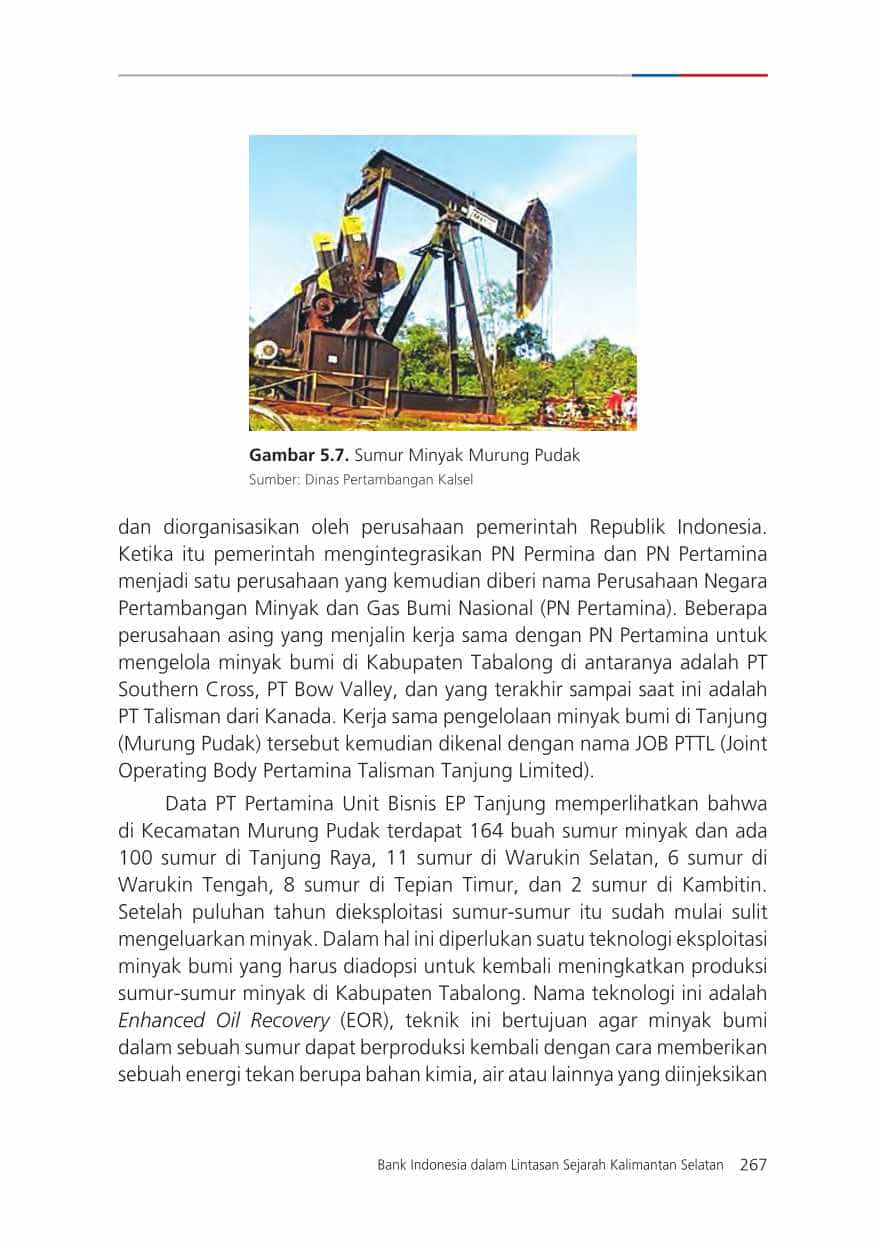 Gambar 5.7. Sumur Minyak Murung Pudak
Sumber: Dinas Pertambangan Kalsel
dan diorganisasikan oleh perusahaan pemerintah Republik Indonesia.
Ketika itu pemerintah mengintegrasikan PN Permina dan PN Pertamina
menjadi satu perusahaan yang kemudian diberi nama Perusahaan Negara
Pertambangan Minyak dan Gas Bumi Nasional (PN Pertamina). Beberapa
perusahaan asing yang menjalin kerja sama dengan PN Pertamina untuk
mengelola minyak bumi di Kabupaten Tabalong di antaranya adalah PT
Southern Cross, PT Bow Valley, dan yang terakhir sampai saat ini adalah
PT Talisman dari Kanada. Kerja sama pengelolaan minyak bumi di Tanjung
(Murung Pudak) tersebut kemudian dikenal dengan nama JOB PTTL (Joint
Operating Body Pertamina Talisman Tanjung Limited).
Data PT Pertamina Unit Bisnis EP Tanjung memperlihatkan bahwa
di Kecamatan Murung Pudak terdapat 164 buah sumur minyak dan ada
100 sumur di Tanjung Raya, 11 sumur di Warukin Selatan, 6 sumur di
Warukin Tengah, 8 sumur di Tepian Timur, dan 2 sumur di Kambitin.
Setelah puluhan tahun dieksploitasi sumur-sumur itu sudah mulai sulit
mengeluarkan minyak. Dalam hal ini diperlukan suatu teknologi eksploitasi
minyak bumi yang harus diadopsi untuk kembali meningkatkan produksi
sumur-sumur minyak di Kabupaten Tabalong. Nama teknologi ini adalah
Enhanced Oil Recovery (EOR), teknik ini bertujuan agar minyak bumi
dalam sebuah sumur dapat berproduksi kembali dengan cara memberikan
sebuah energi tekan berupa bahan kimia, air atau lainnya yang diinjeksikan
Bank Indonesia dalam Lintasan Sejarah Kalimantan Selatan 267